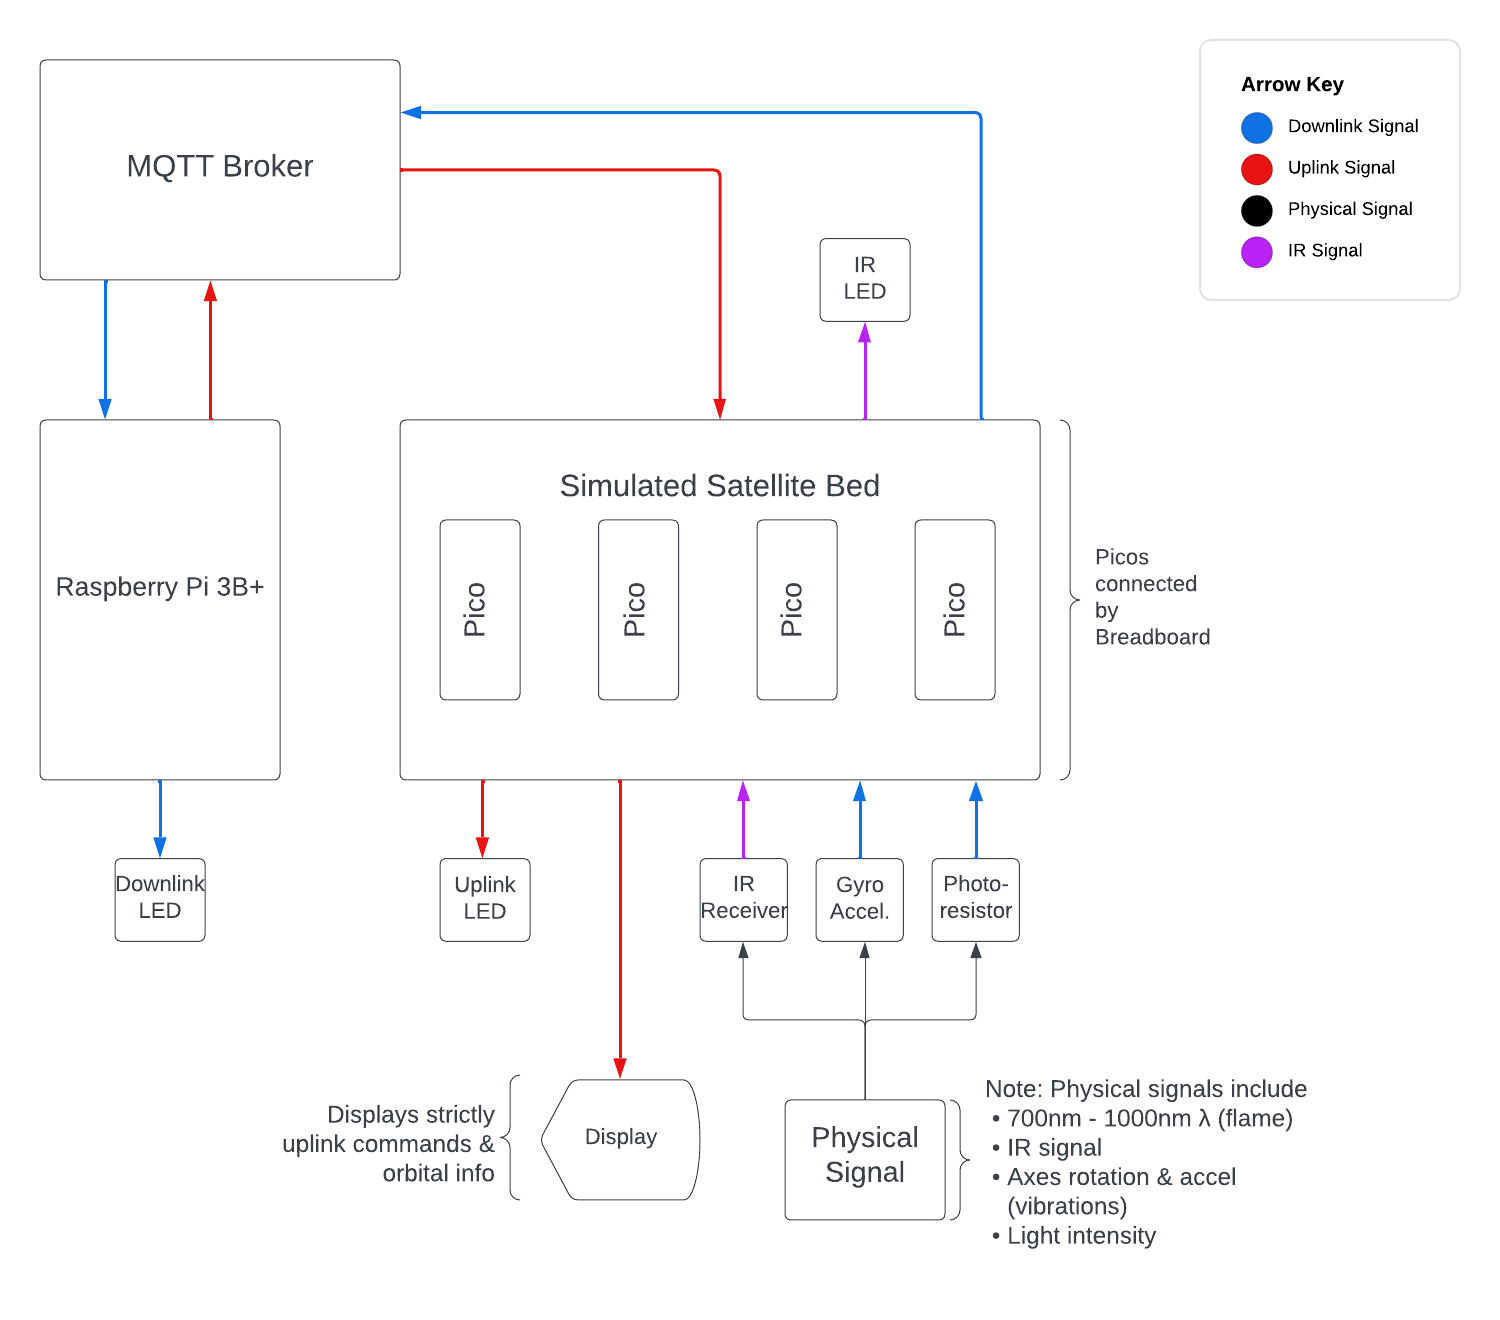 Arrow Key
Downlink Signal
Uplink Signal
Physical Signal
IR Signal
MQTT Broker
IR
LED
Raspberry Pi 3B+
Simulated Satellite Bed
Pico
Pico
Pico
Pico
Picos
connected
by
Breadboard
Downlink
LED
Uplink
LED
IR
Receiver
Gyro
Accel.
Photo-
resistor
Displays strictly
uplink commands &
orbital info
Display
Physical
Signal
Note: Physical signals include
• 700nm - 1000nm λ (flame)
• IR signal
• Axes rotation & accel
(vibrations)
• Light intensity